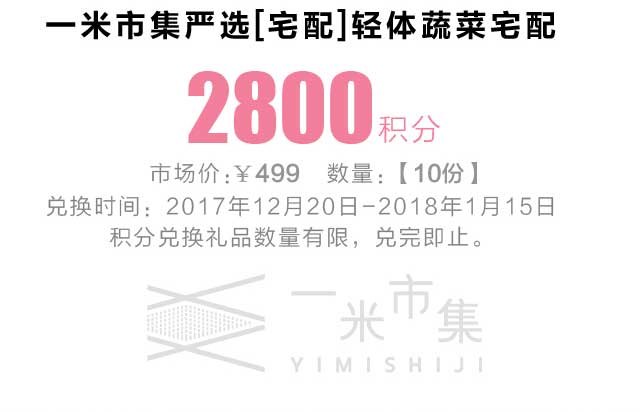 一米市集严选[宅配]轻体蔬菜宅配
2800积分
市场价:￥499 数量:【10份】
兑换时间：2017年12月20日-2018年1月15日
积分兑换礼品数量有限，兑完即止。
一米市集
YIMISHIJI